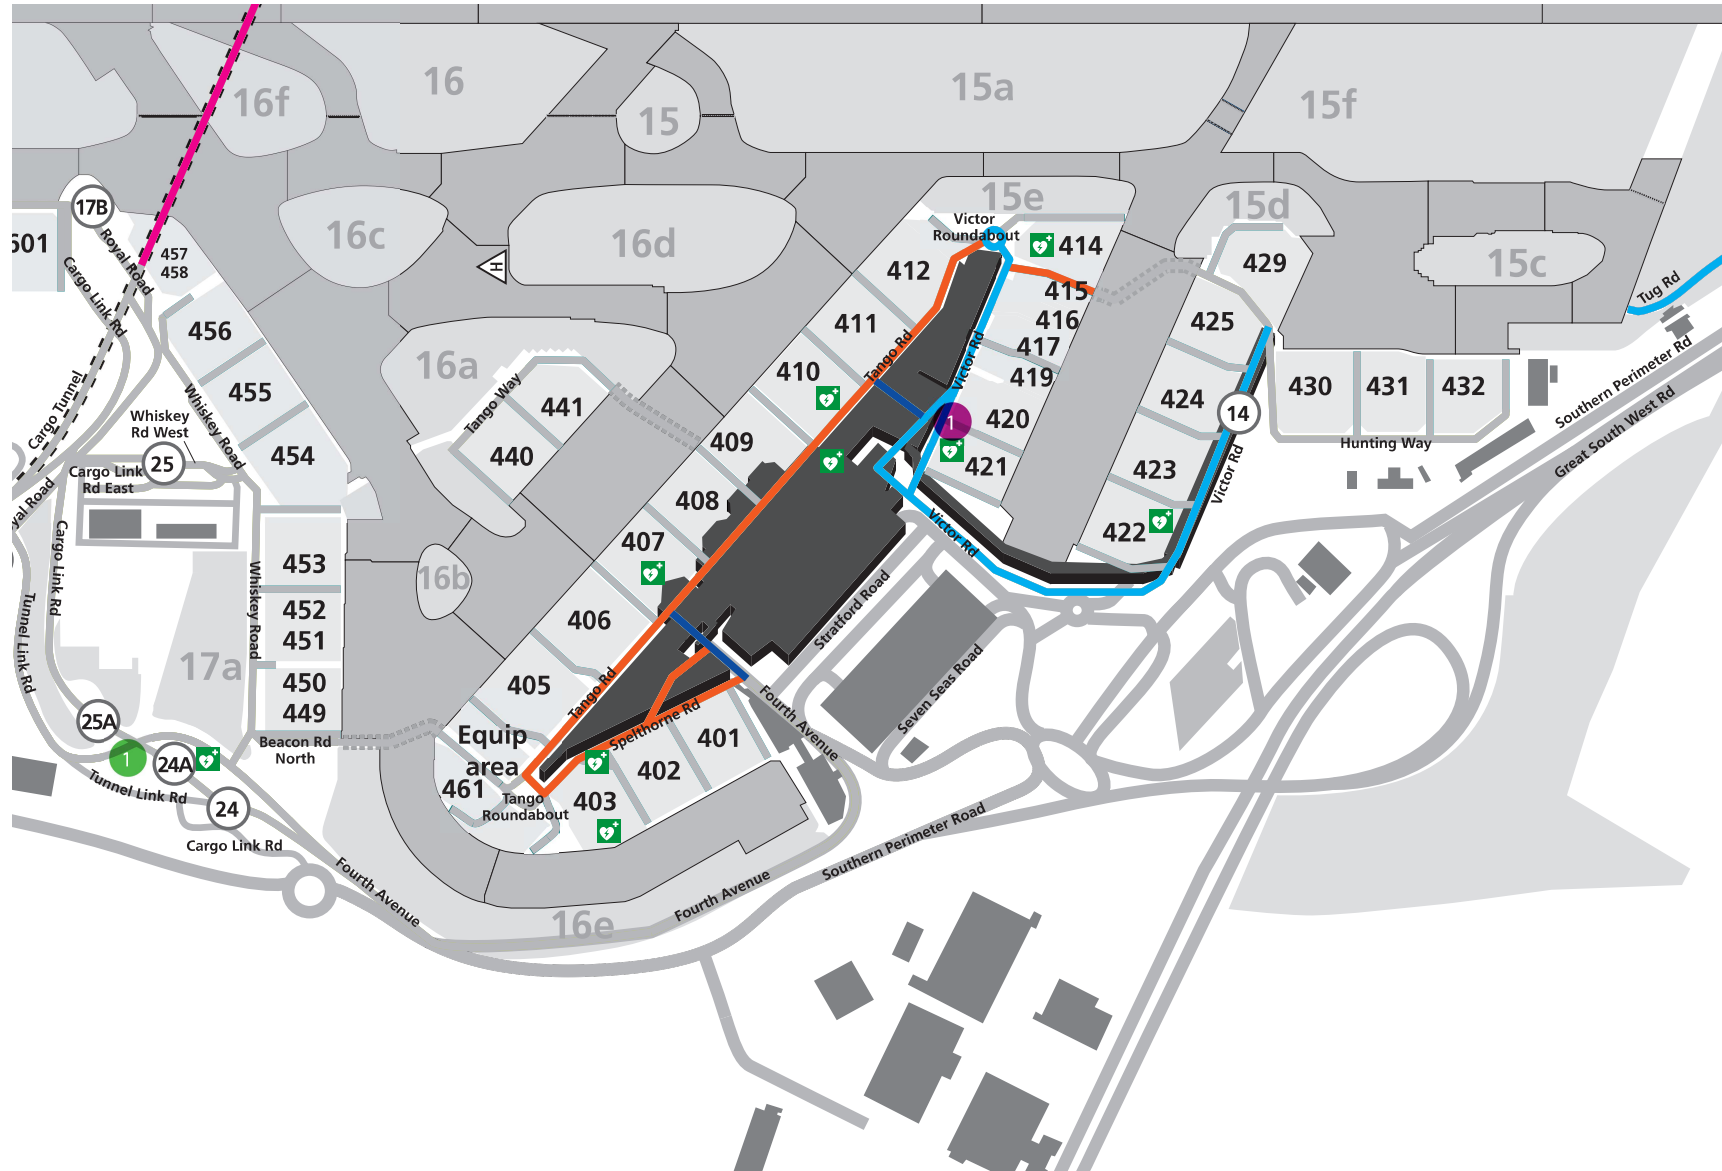 16f
16
15
15a
15f
17B
601
Royal Road
457
458
Cargo Link Rd
16c
H
16d
15e
Victor
Roundabout
414
15d
429
15c
Tug Rd
412
415
416
417
419
411
Tango Rd
Victor Rd
425
456
455
454
Whiskey Road
Cargo Tunnel
Whiskey
Rd West
25
Cargo Link
Rd East
16a
Tango Way
441
440
410
409
408
407
1
420
421
424
14
423
422
Victor Rd
430
431
432
Hunting Way
Southern Perimeter Rd
Great South West Rd
yal Road
Cargo Link Rd
453
452
451
450
449
Whiskey Road
Tunnel Link Rd
17a
16b
406
405
Tango Rd
Victor Rd
Stratford Road
Seven Seas Road
Fourth Avenue
Spelthorne Rd
401
402
403
Equip
area
461
Tango
Roundabout
Beacon Rd
North
25A
1
24A
Tunnel Link Rd
24
Cargo Link Rd
Fourth Avenue
16e
Fourth Avenue
Southern Perimeter Road